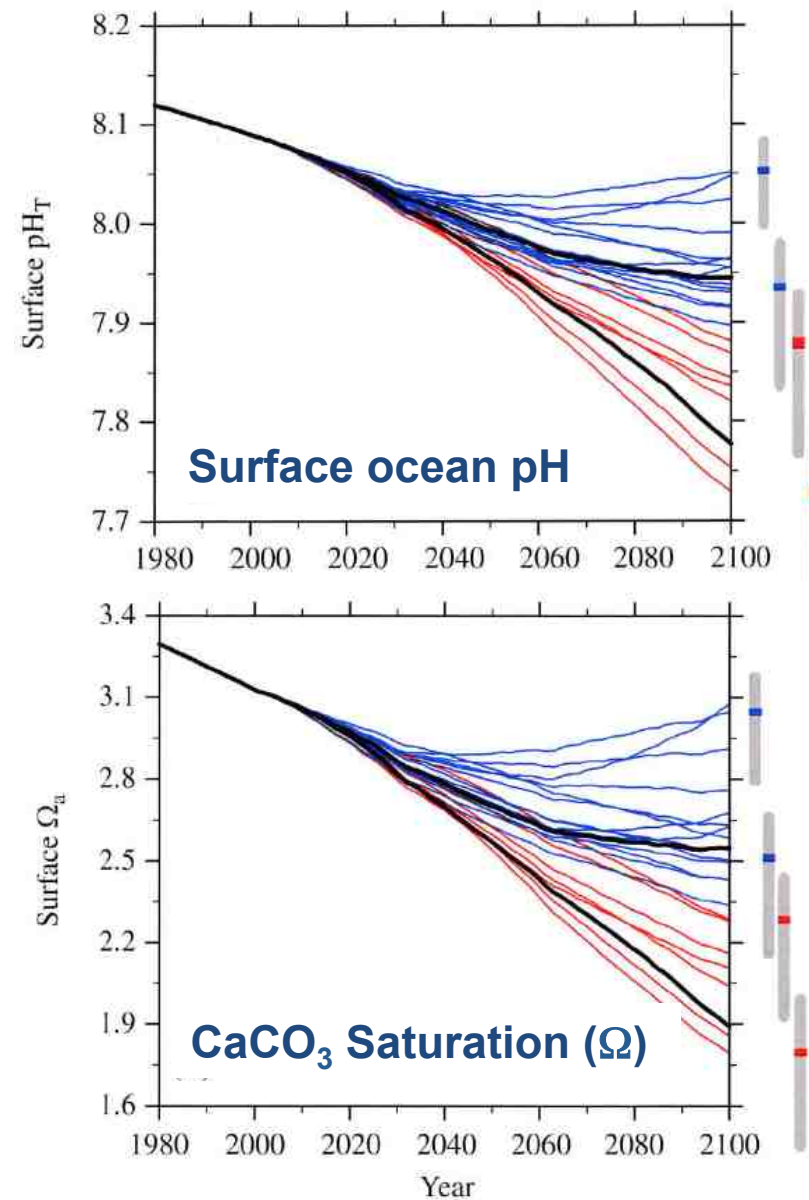 8.2
8.1
8.0
7.9
7.8
7.7
Surface pH_T
Surface ocean pH
1980 2000 2020 2040 2060 2080 2100
3.4
3.1
2.8
2.5
2.2
1.9
1.6
Surface Ω_a
CaCO₃ Saturation (Ω)
1980 2000 2020 2040 2060 2080 2100
Year